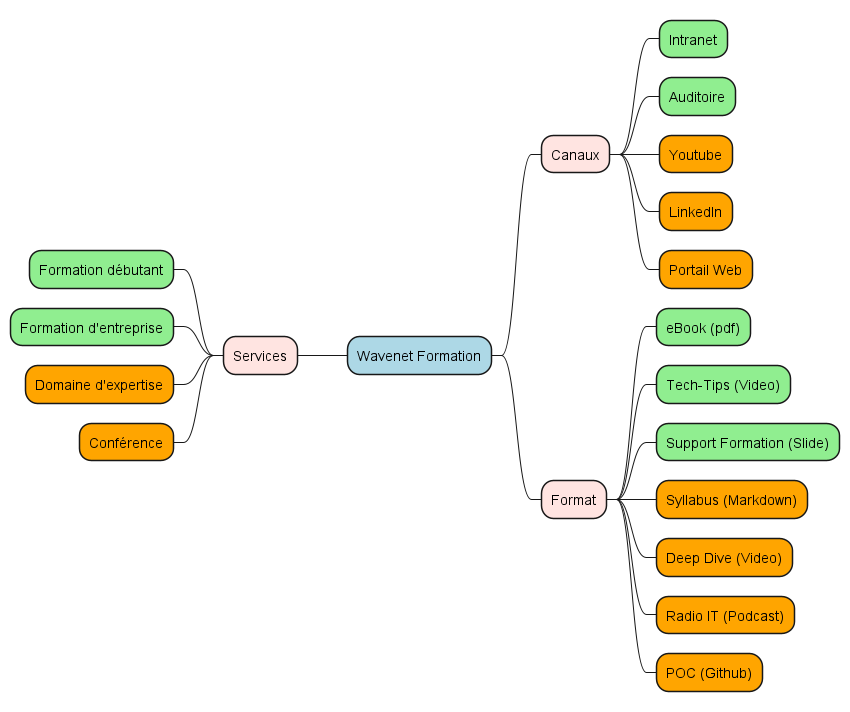 Intranet
Auditoire
Canaux
Youtube
LinkedIn
Portail Web
Formation débutant
Formation d'entreprise
Services
Wavenet Formation
Domaine d'expertise
Conférence
eBook (pdf)
Tech-Tips (Video)
Support Formation (Slide)
Format
Syllabus (Markdown)
Deep Dive (Video)
Radio IT (Podcast)
POC (Github)